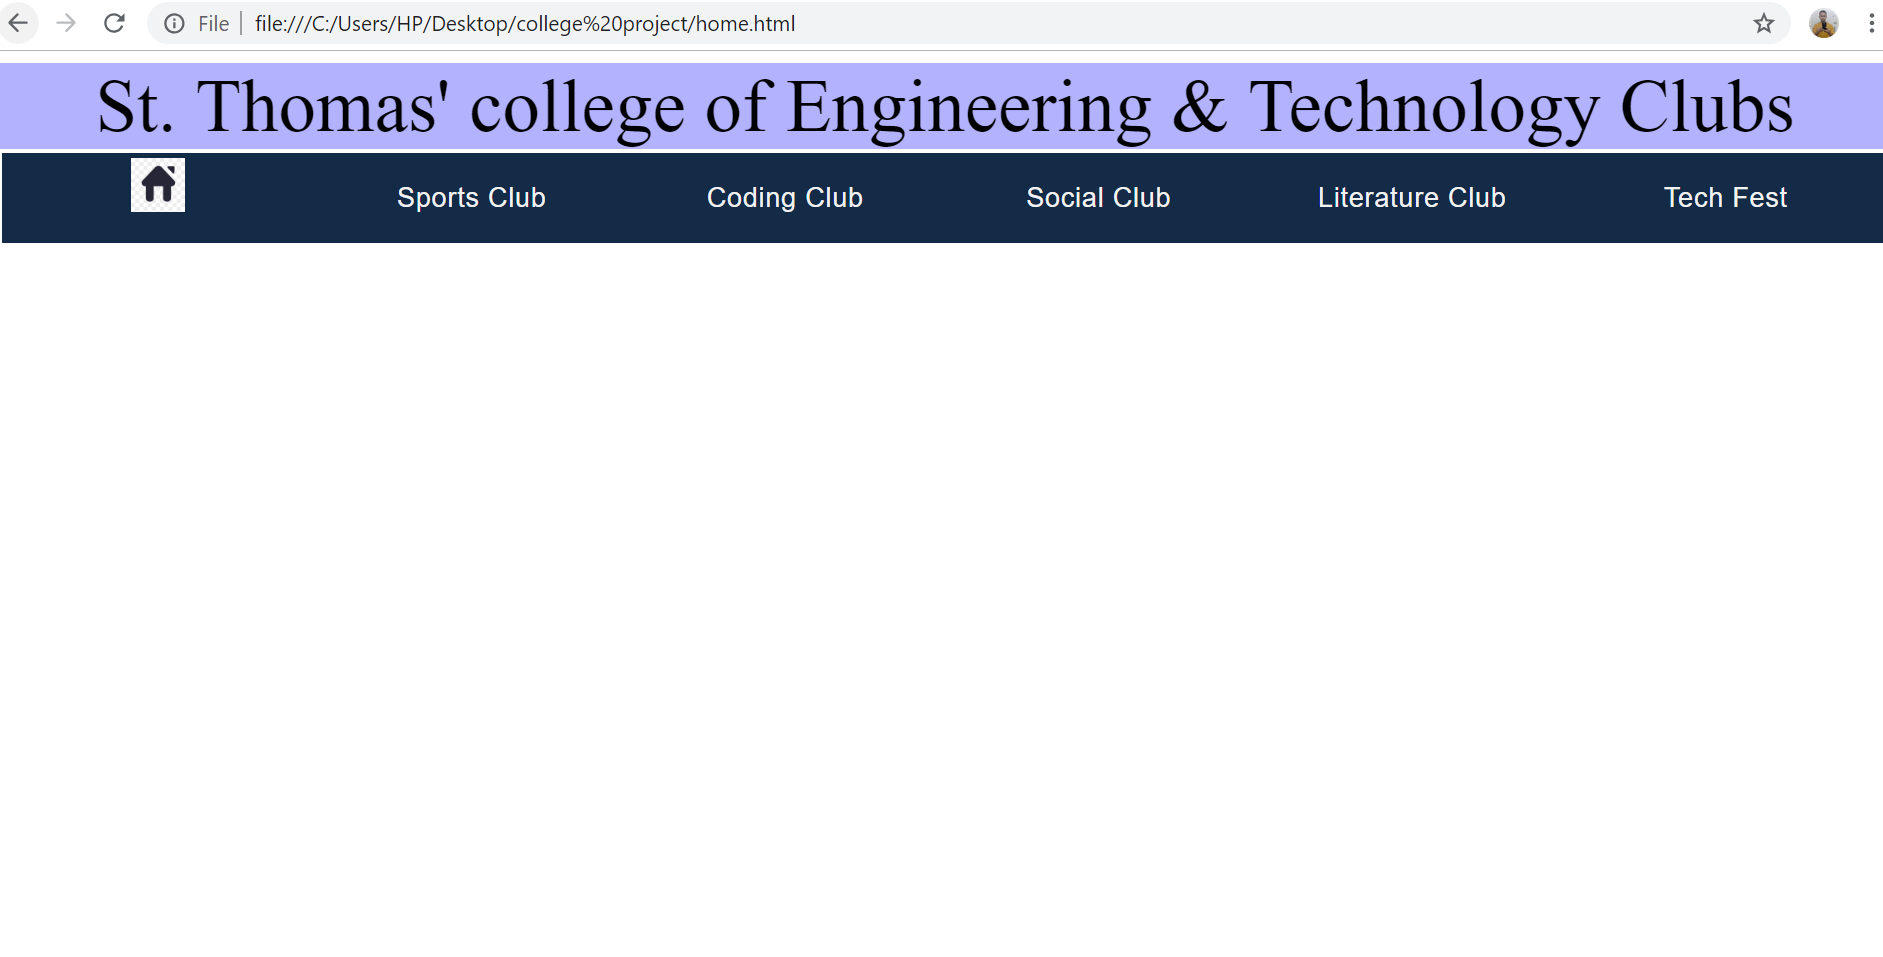 File file:///C:/Users/HP/Desktop/college%20project/home.html
St. Thomas' college of Engineering & Technology Clubs
Sports Club Coding Club Social Club Literature Club Tech Fest